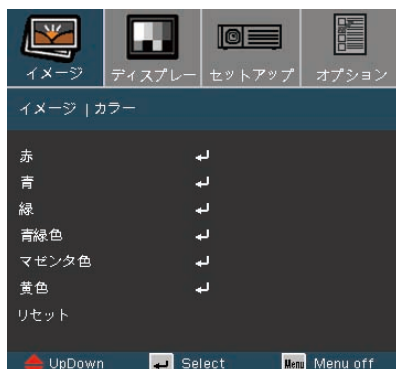 イメージ ディスプレー セットアップ オプション
イメージ | カラー
赤
青
緑
青緑色
マゼンタ色
黄色
リセット
UpDown Select Menu Menu off